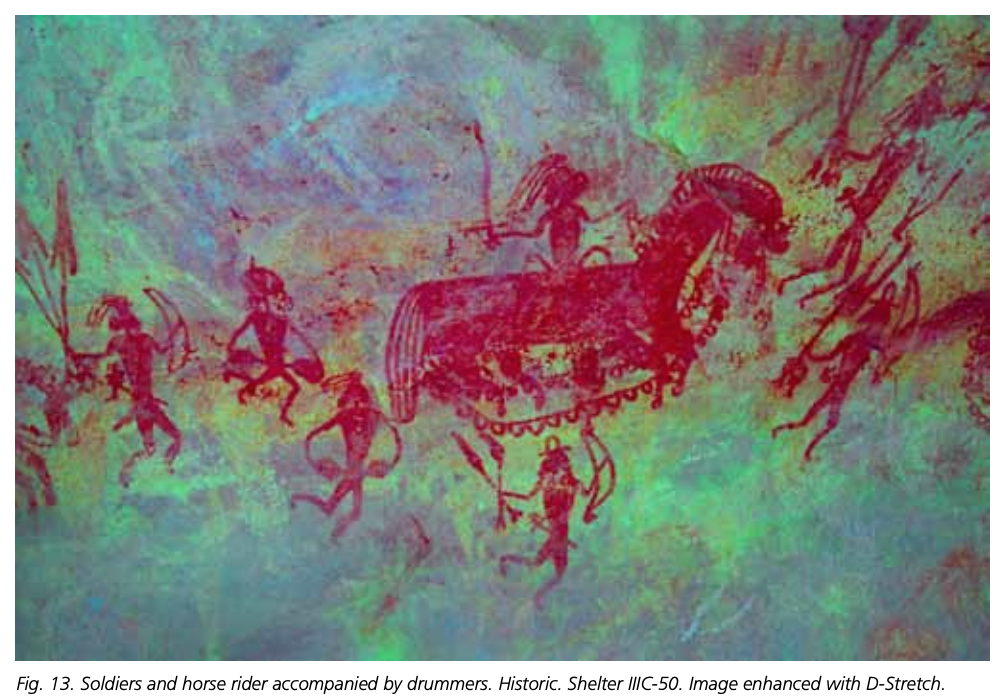 Fig. 13. Soldiers and horse rider accompanied by drummers. Historic. Shelter IIIC-50. Image enhanced with D-Stretch.